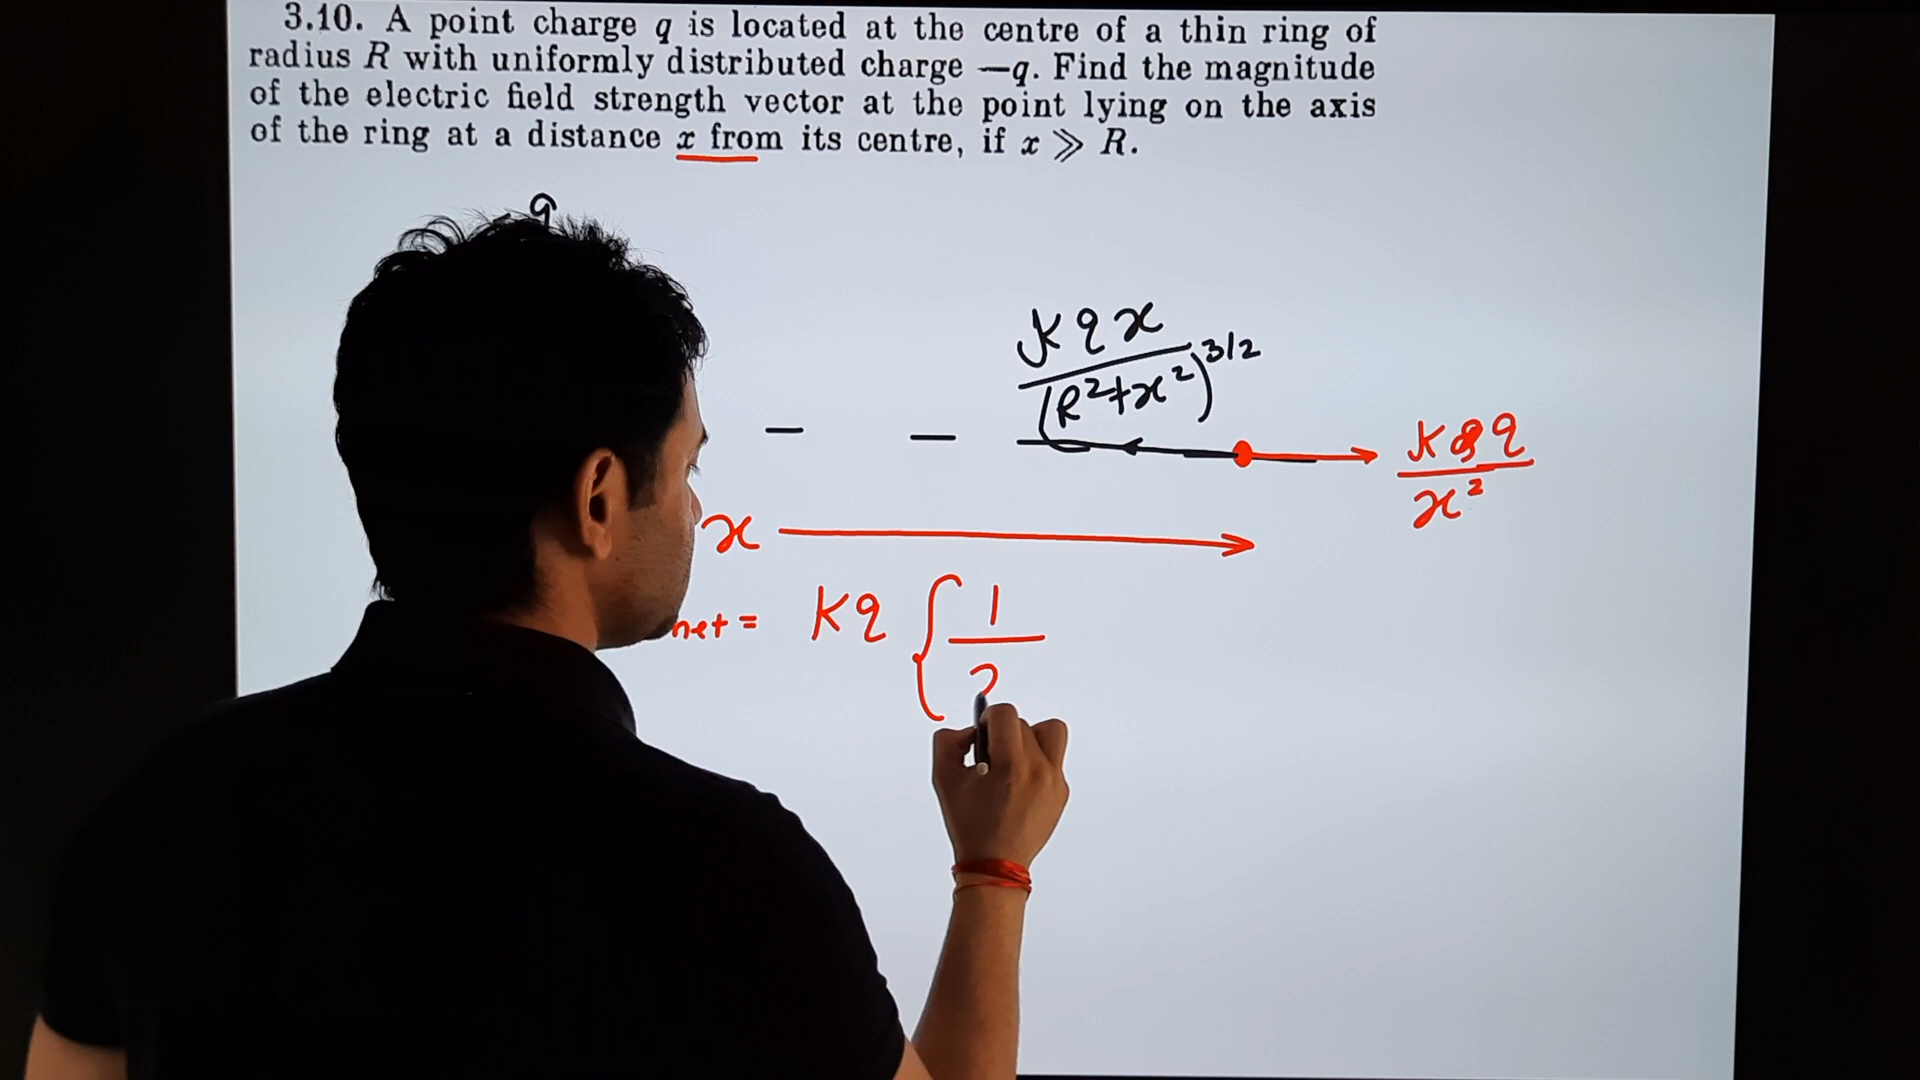 3.10. A point charge q is located at the centre of a thin ring of
radius R with uniformly distributed charge —q. Find the magnitude
of the electric field strength vector at the point lying on the axis
of the ring at a distance x from its centre, if x ≫ R.
- q
K q x
(R²+x²)^3/2
K q
x²
x
net = Kq { 1